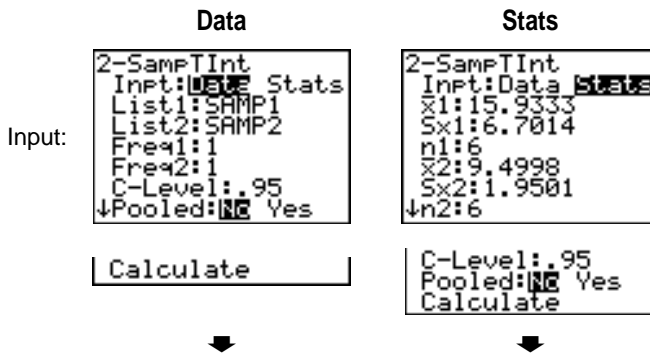 Data
Stats
Input:
2-SampTInt
Inpt:Data Stats
List1:SAMP1
List2:SAMP2
Freq1:1
Freq2:1
C-Level:.95
↓Pooled:No Yes
Calculate
2-SampTInt
Inpt:Data Stats
x̄1:15.9333
Sx1:6.7014
n1:6
x̄2:9.4998
Sx2:1.9501
↓n2:6
C-Level:.95
Pooled:No Yes
Calculate